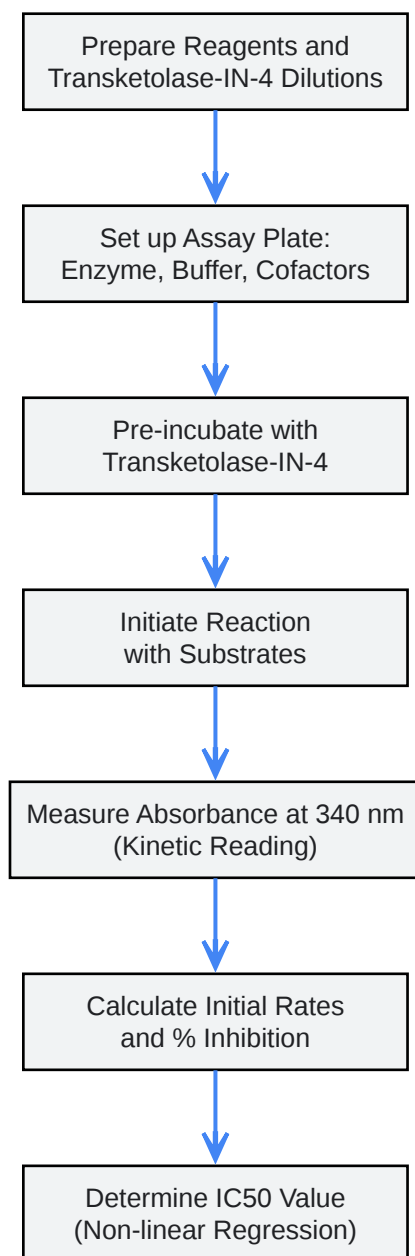 Prepare Reagents and
Transketolase-IN-4 Dilutions
Set up Assay Plate:
Enzyme, Buffer, Cofactors
Pre-incubate with
Transketolase-IN-4
Initiate Reaction
with Substrates
Measure Absorbance at 340 nm
(Kinetic Reading)
Calculate Initial Rates
and % Inhibition
Determine IC50 Value
(Non-linear Regression)